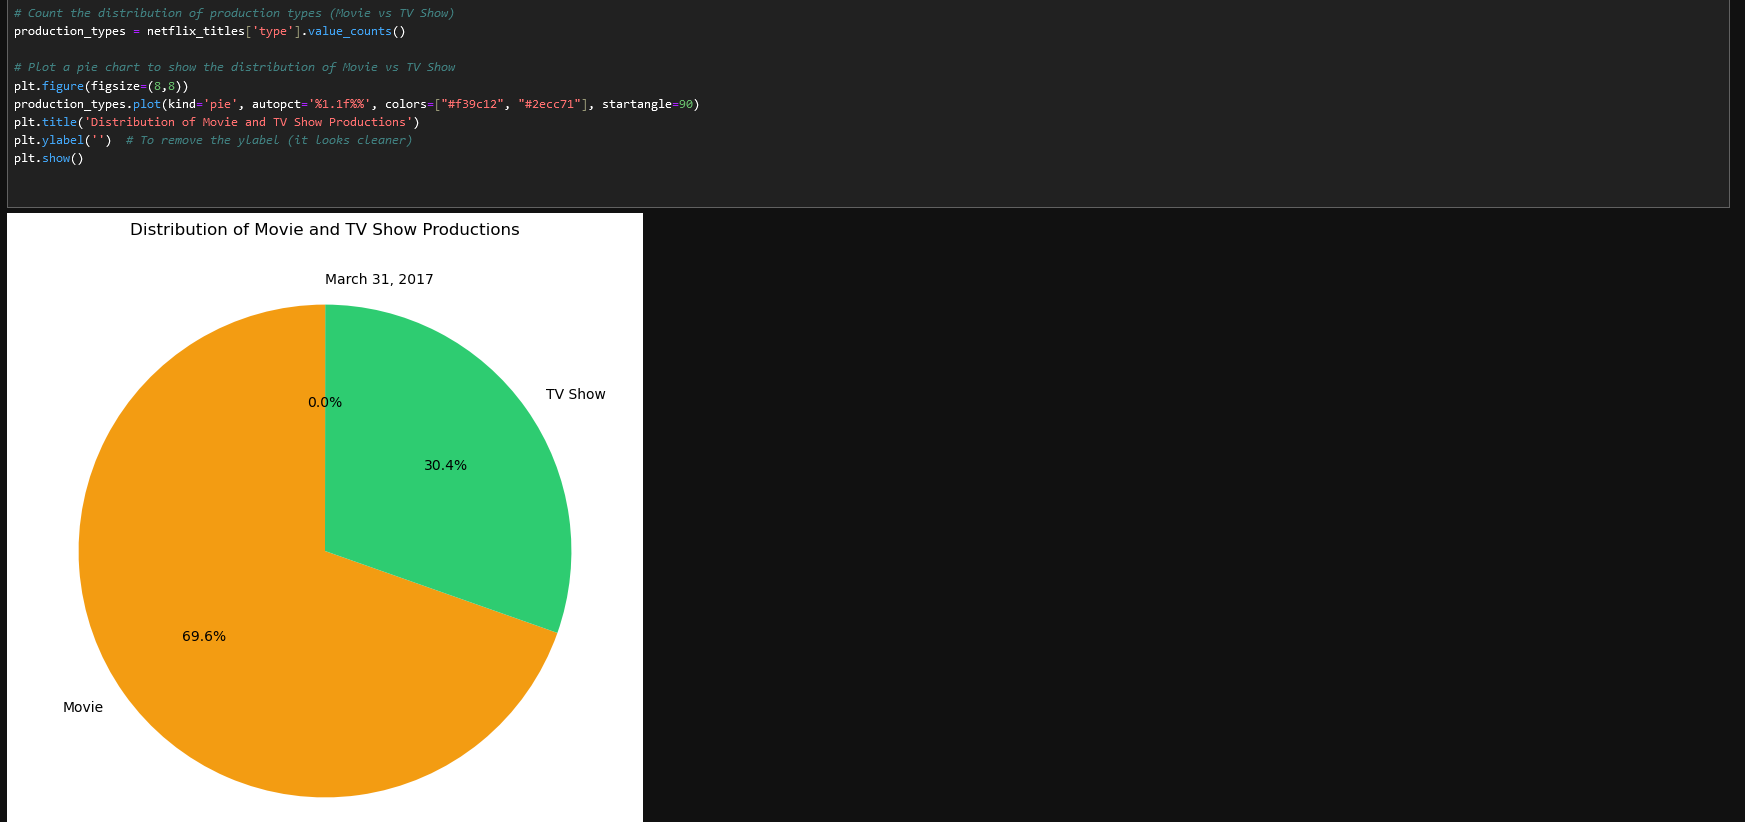 # Count the distribution of production types (Movie vs TV Show)
production_types = netflix_titles['type'].value_counts()
# Plot a pie chart to show the distribution of Movie vs TV Show
plt.figure(figsize=(8,8))
production_types.plot(kind='pie', autopct='%1.1f%%', colors=["#f39c12", "#2ecc71"], startangle=90)
plt.title('Distribution of Movie and TV Show Productions')
plt.ylabel('')  # To remove the ylabel (it looks cleaner)
plt.show()
Distribution of Movie and TV Show Productions
March 31, 2017
TV Show
0.0%
30.4%
69.6%
Movie